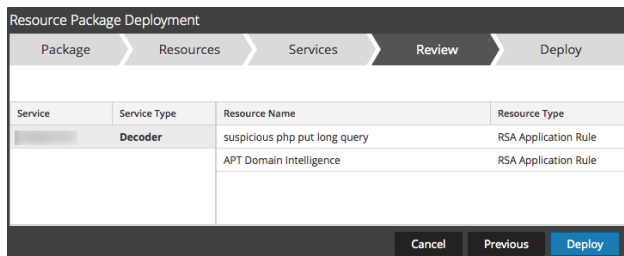 Resource Package Deployment
Package Resources Services Review Deploy
Service Service Type Resource Name Resource Type
Decoder suspicious php put long query RSA Application Rule
APT Domain Intelligence RSA Application Rule
Cancel Previous Deploy